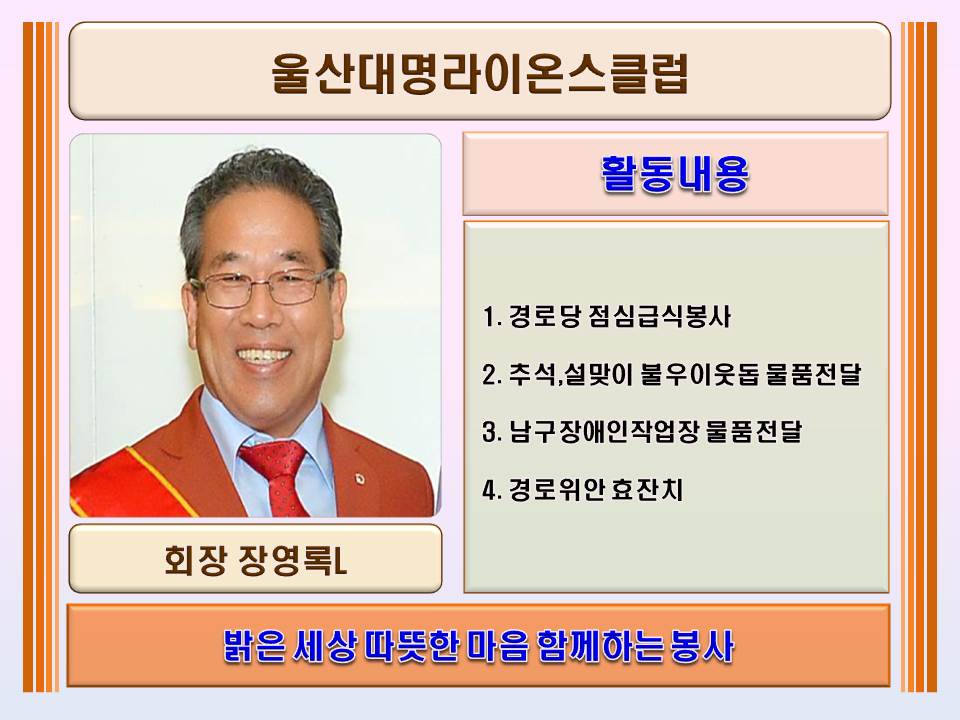 울산대명라이온스클럽
활동내용
1. 경로당 점심급식봉사
2. 추석,설맞이 불우이웃돕 물품전달
3. 남구장애인작업장 물품전달
4. 경로위안 효잔치
회장 장영록L
밝은 세상 따뜻한 마음 함께하는 봉사